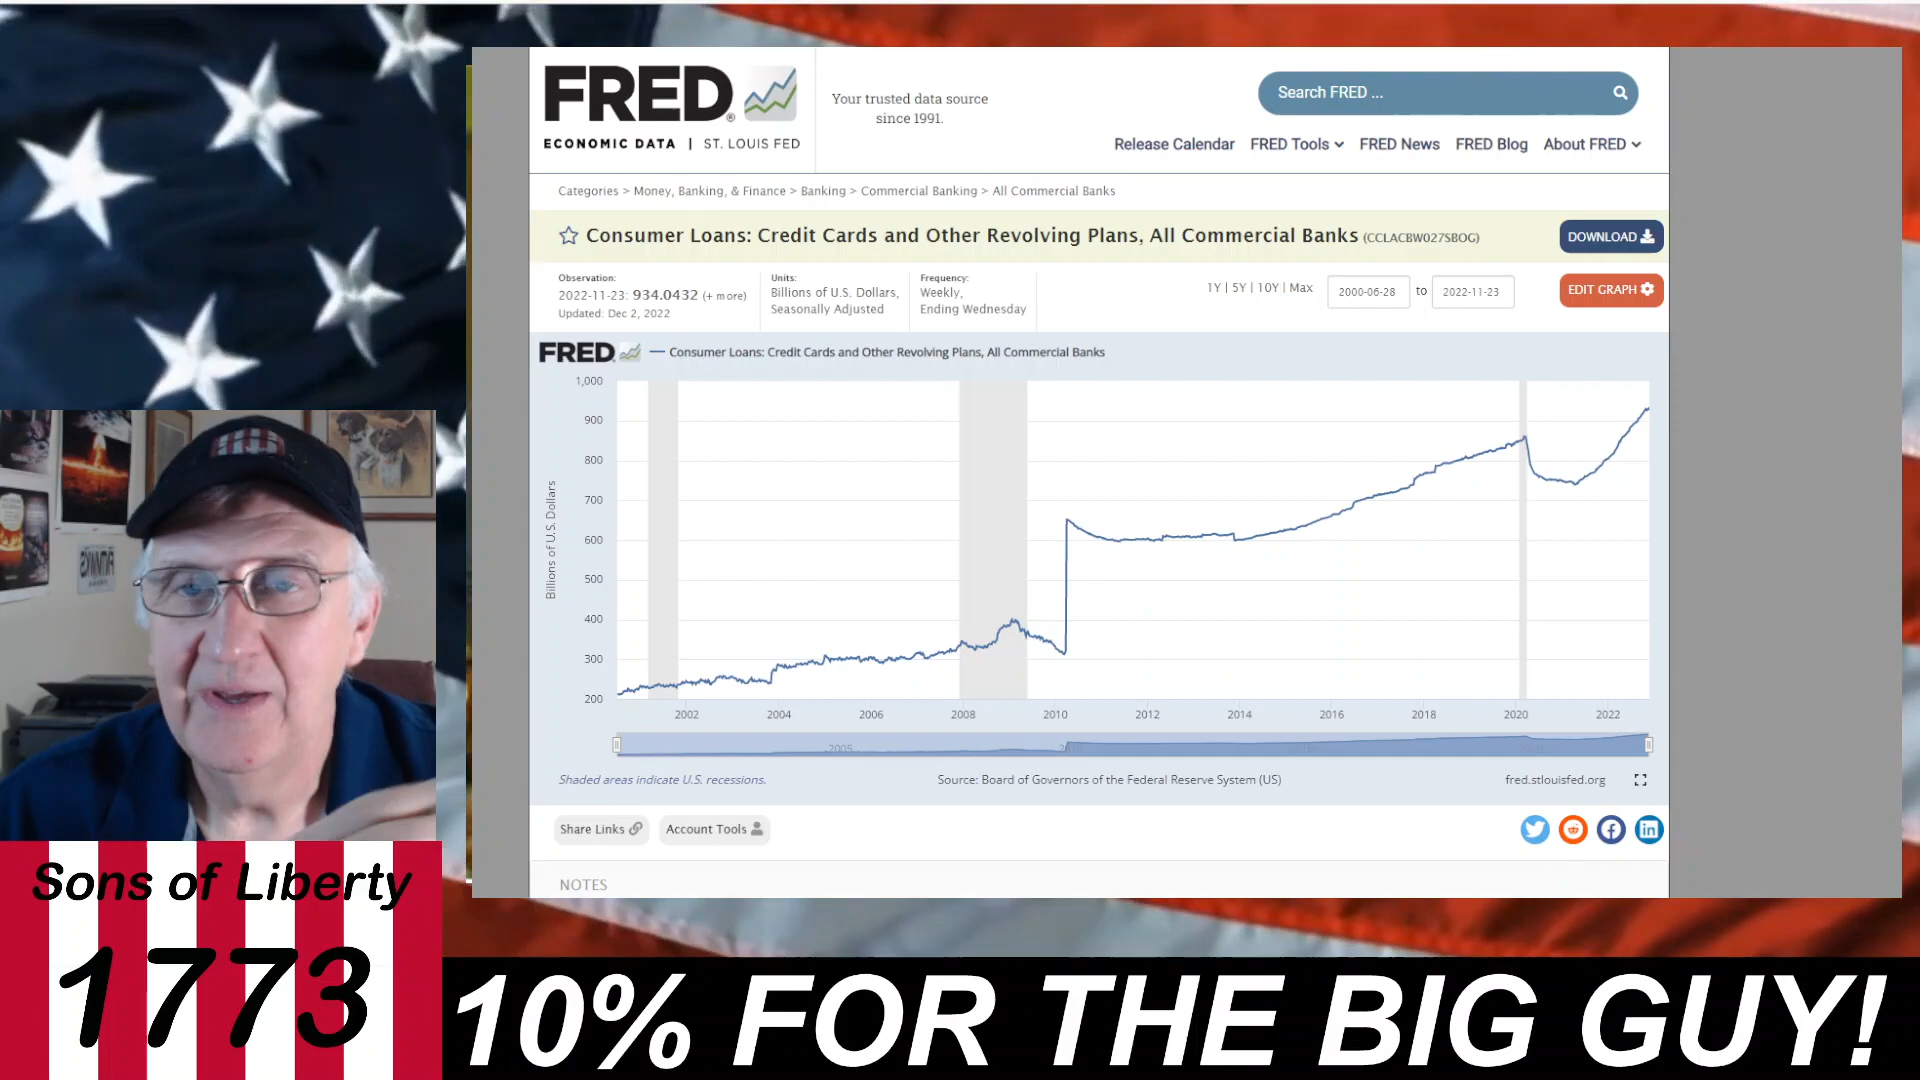 FRED®
ECONOMIC DATA | ST. LOUIS FED
Your trusted data source
since 1991.
Search FRED ...
Release Calendar FRED Tools FRED News FRED Blog About FRED
Categories > Money, Banking, & Finance > Banking > Commercial Banking > All Commercial Banks
Consumer Loans: Credit Cards and Other Revolving Plans, All Commercial Banks (CCLACBW027SBOG)
DOWNLOAD
Observation:
2022-11-23: 934.0432 (+ more)
Updated: Dec 2, 2022
Units:
Billions of U.S. Dollars,
Seasonally Adjusted
Frequency:
Weekly,
Ending Wednesday
1Y | 5Y | 10Y | Max
2000-06-28 to 2022-11-23
EDIT GRAPH
FRED
Consumer Loans: Credit Cards and Other Revolving Plans, All Commercial Banks
Billions of U.S. Dollars
1,000
900
800
700
600
500
400
300
200
2002 2004 2006 2008 2010 2012 2014 2016 2018 2020 2022
2005
Shaded areas indicate U.S. recessions.
Source: Board of Governors of the Federal Reserve System (US)
fred.stlouisfed.org
Share Links
Account Tools
NOTES
Sons of Liberty
1773
10% FOR THE BIG GUY!